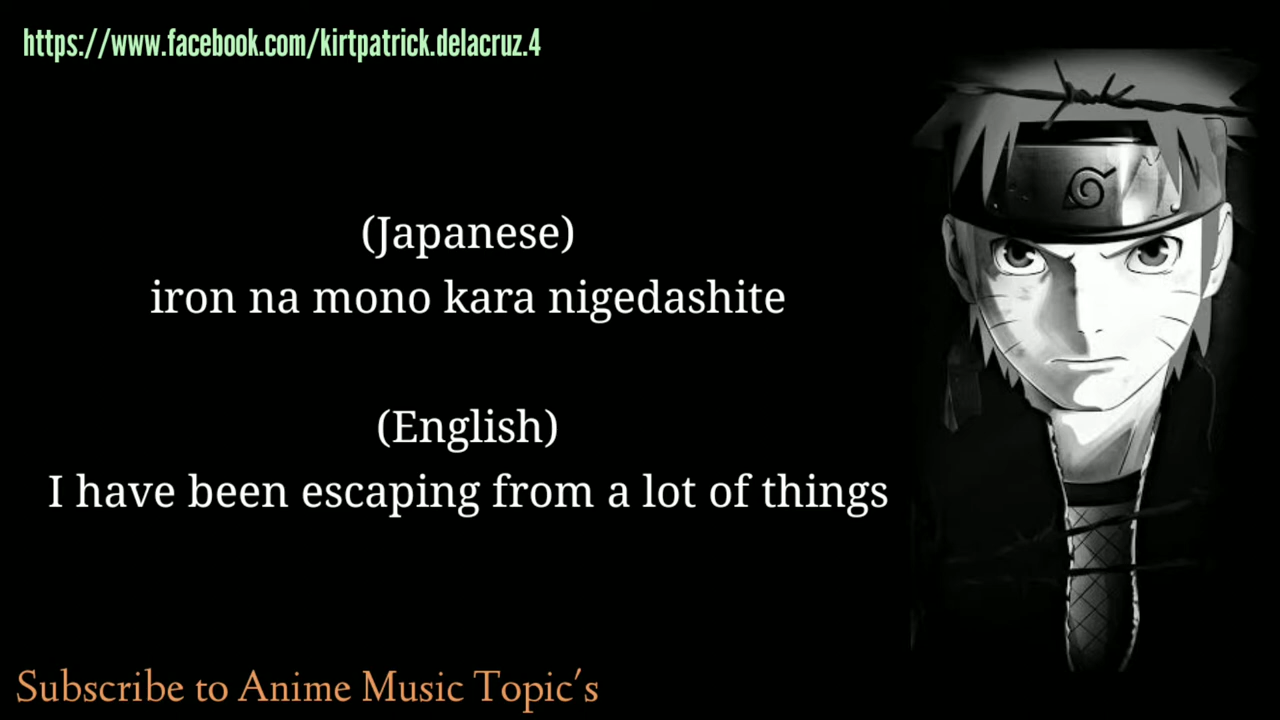 https://www.facebook.com/kirtpatrick.delacruz.4
(Japanese)
iron na mono kara nigedashite
(English)
I have been escaping from a lot of things
Subscribe to Anime Music Topic's